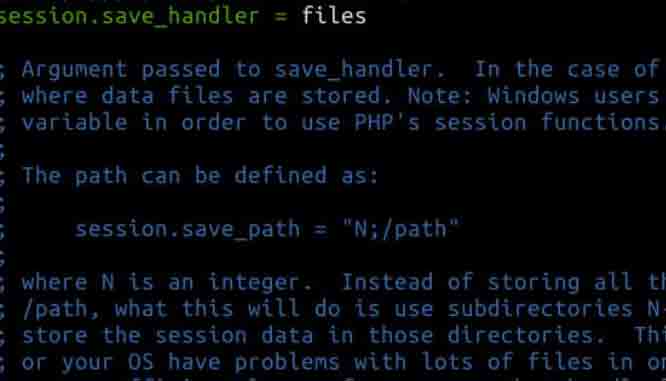 session.save_handler = files
; Argument passed to save_handler. In the case of
; where data files are stored. Note: Windows users
; variable in order to use PHP's session functions
;
; The path can be defined as:
;
; session.save_path = "N;/path"
;
; where N is an integer. Instead of storing all
; /path, what this will do is use subdirectories
; store the session data in those directories.
; or your OS have problems with lots of files in